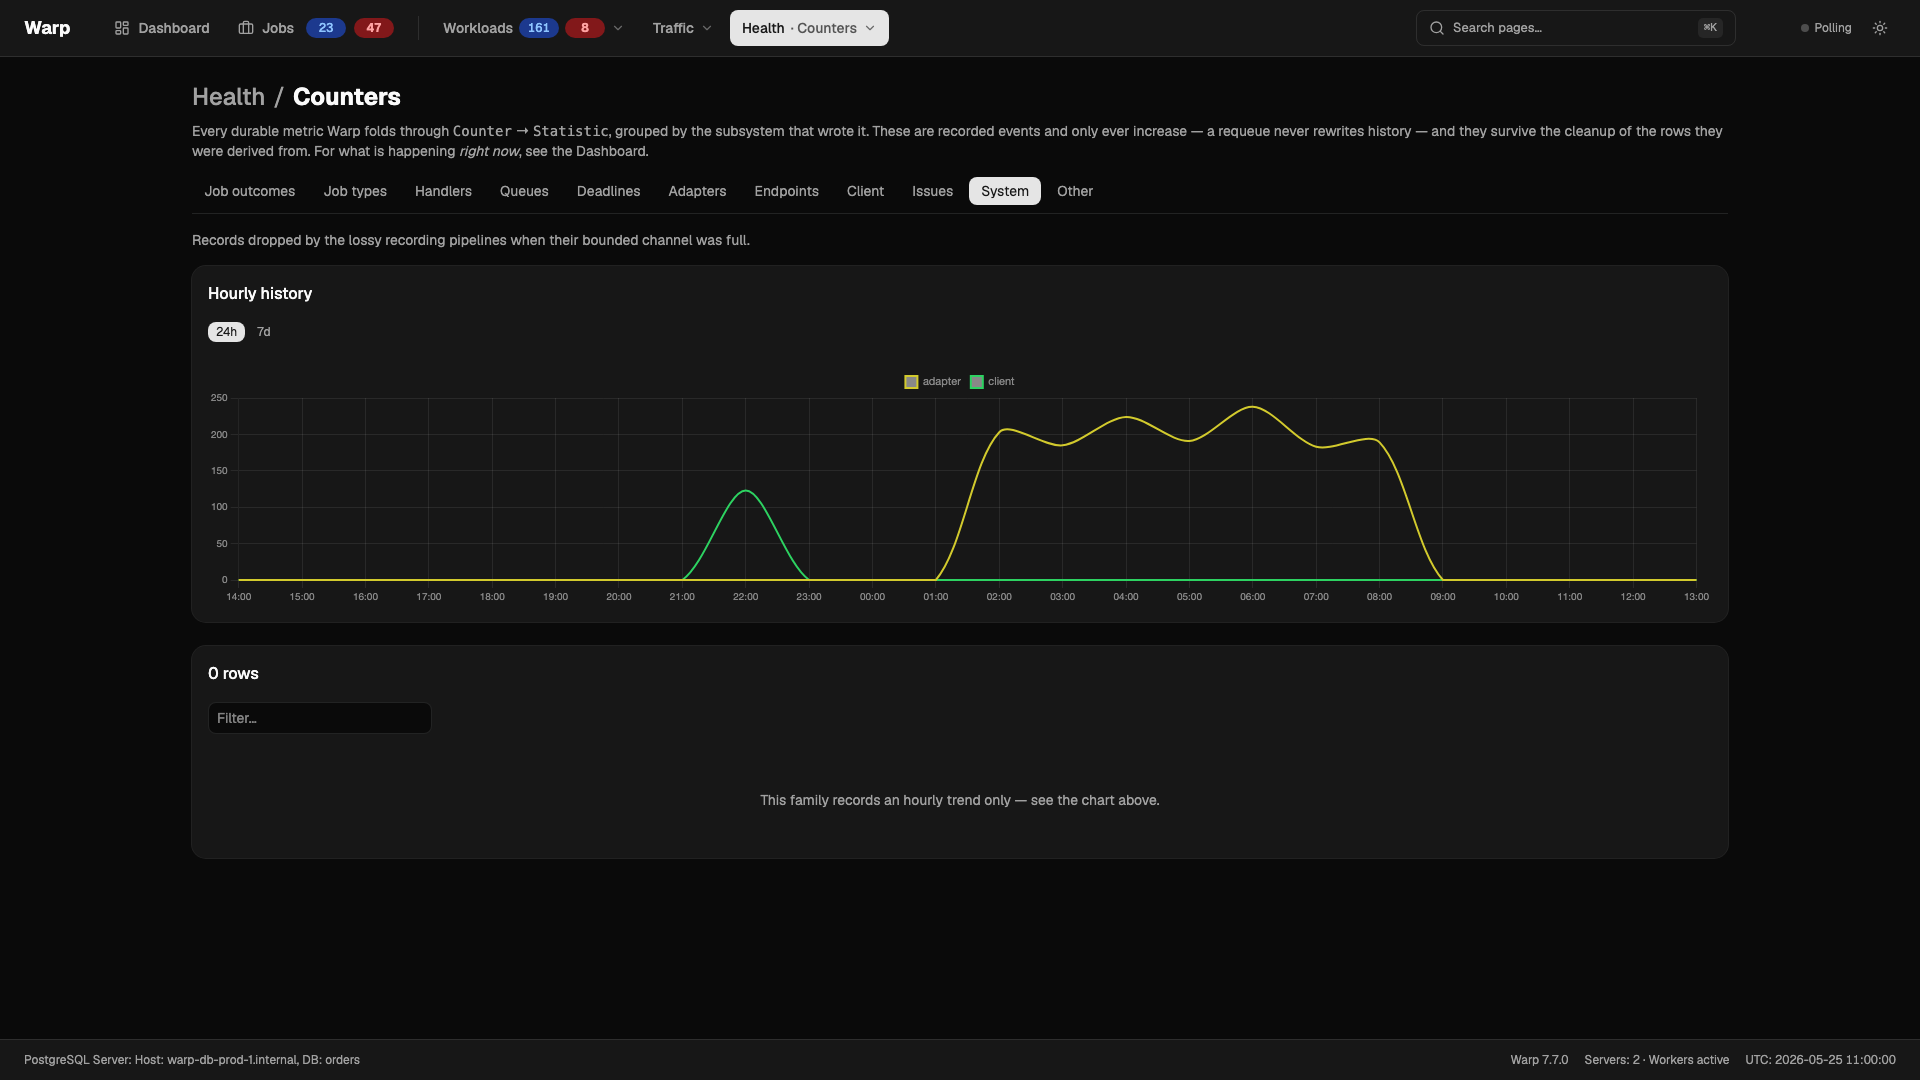 Warp
Dashboard
Jobs 23 47
Workloads 161 8
Traffic
Health · Counters
Search pages... ⌘K
Polling
Health / Counters
Every durable metric Warp folds through Counter → Statistic, grouped by the subsystem that wrote it. These are recorded events and only ever increase — a requeue never rewrites history — and they survive the cleanup of the rows they
were derived from. For what is happening right now, see the Dashboard.
Job outcomes Job types Handlers Queues Deadlines Adapters Endpoints Client Issues System Other
Records dropped by the lossy recording pipelines when their bounded channel was full.
Hourly history
24h 7d
adapter client
250
200
150
100
50
0
14:00 15:00 16:00 17:00 18:00 19:00 20:00 21:00 22:00 23:00 00:00 01:00 02:00 03:00 04:00 05:00 06:00 07:00 08:00 09:00 10:00 11:00 12:00 13:00
0 rows
Filter...
This family records an hourly trend only — see the chart above.
PostgreSQL Server: Host: warp-db-prod-1.internal, DB: orders
Warp 7.7.0 Servers: 2 · Workers active UTC: 2026-05-25 11:00:00